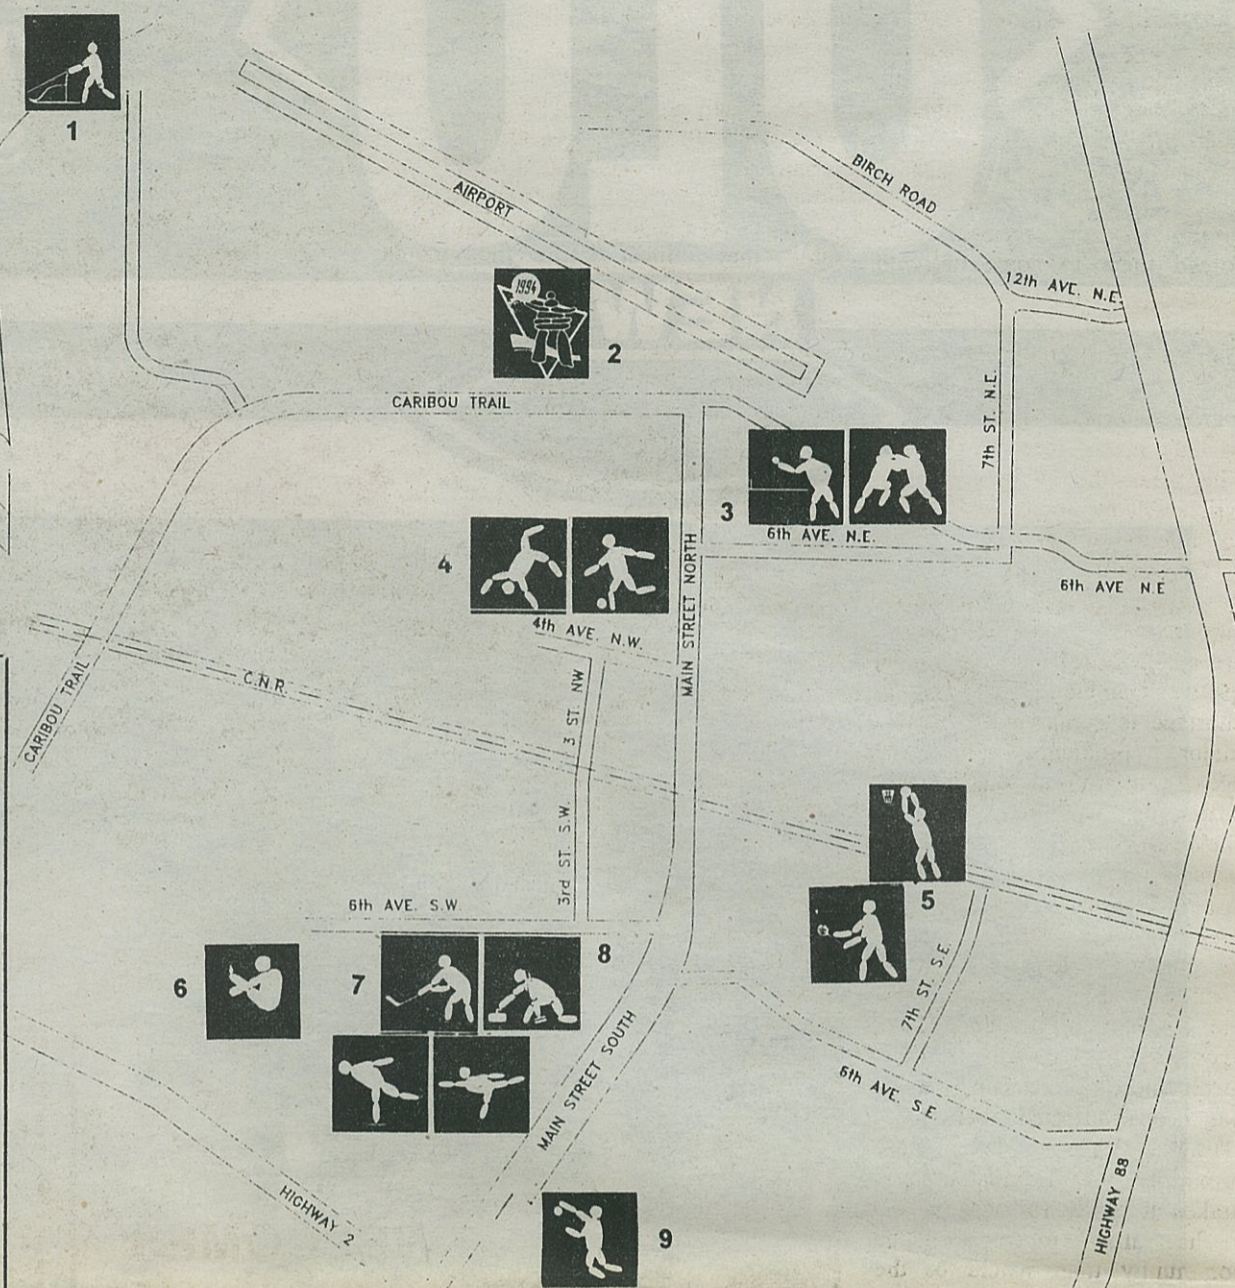 1
AIRPORT
BIRCH ROAD
12th AVE. N.E.
1994
2
CARIBOU TRAIL
7th ST. N.E.
3
6th AVE. N.E.
4
MAIN STREET NORTH
6th AVE N.E
4th AVE. N.W.
C.N.R.
3 ST. NW
CARIBOU TRAIL
3rd ST. S.W.
5
6th AVE. S.W.
8
7
6
7th ST. S.E.
MAIN STREET SOUTH
6th AVE. S.E.
HIGHWAY 88
HIGHWAY 2
9